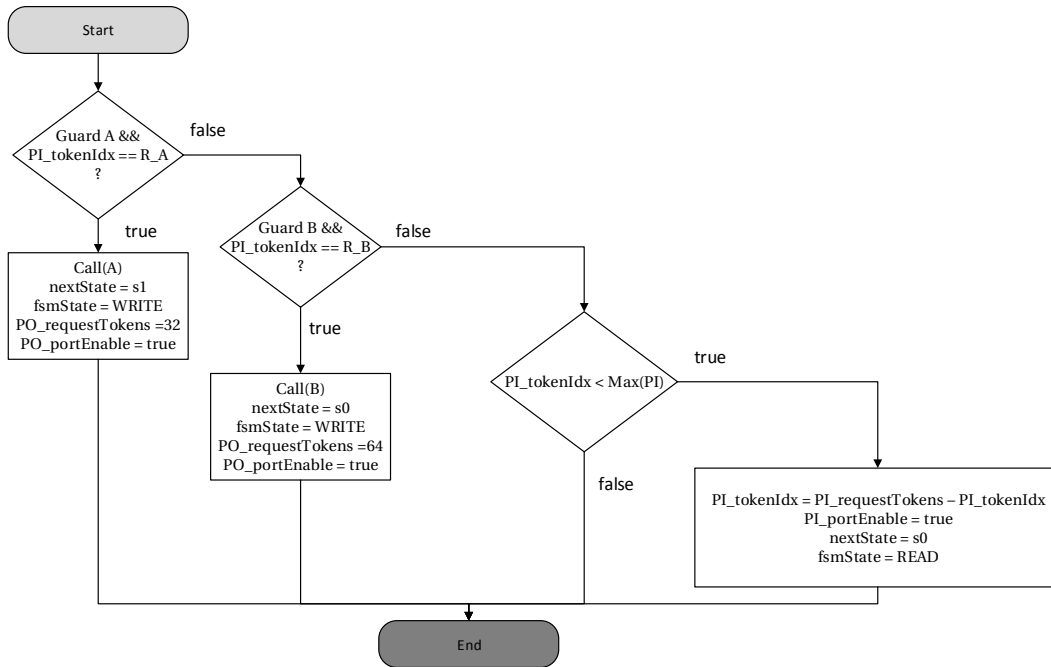 Start
Guard A &&
PI_tokenIdx == R_A
?
false
true
Call(A)
nextState = s1
fsmState = WRITE
PO_requestTokens =32
PO_portEnable = true
Guard B &&
PI_tokenIdx == R_B
?
false
true
Call(B)
nextState = s0
fsmState = WRITE
PO_requestTokens =64
PO_portEnable = true
PI_tokenIdx < Max(PI)
true
false
PI_tokenIdx = PI_requestTokens – PI_tokenIdx
PI_portEnable = true
nextState = s0
fsmState = READ
End